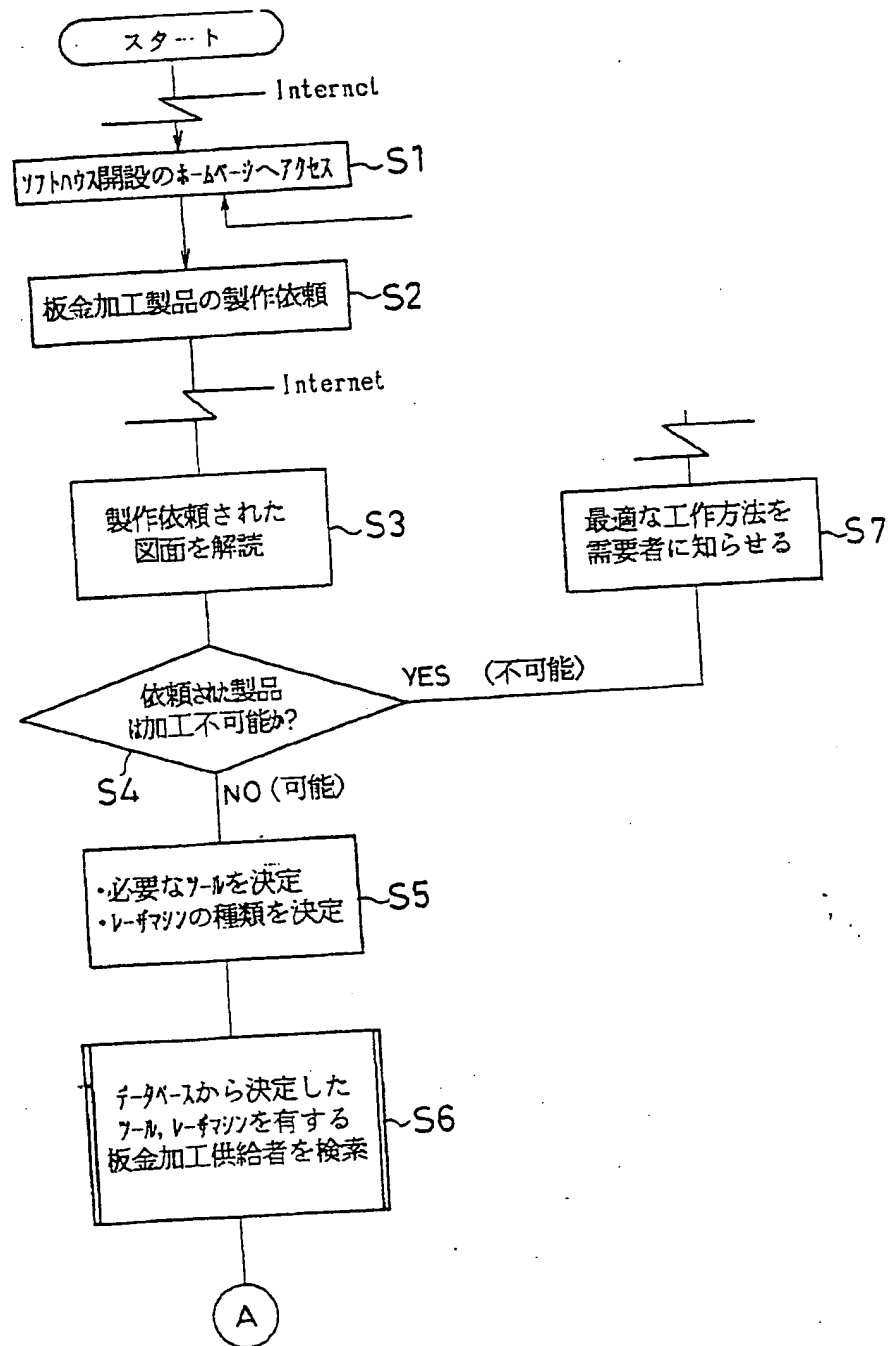 スタート
Internet
ソフトハウス開設のホームページへアクセス
S1
板金加工製品の製作依頼
S2
Internet
製作依頼された
図面を解読
S3
最適な工作方法を
需要者に知らせる
S7
依頼された製品
は加工不可能か?
YES (不可能)
S4
NO (可能)
・必要なツールを決定
・レーザマシンの種類を決定
S5
データベースから決定した
ツール,レーザマシンを有する
板金加工供給者を検索
S6
A